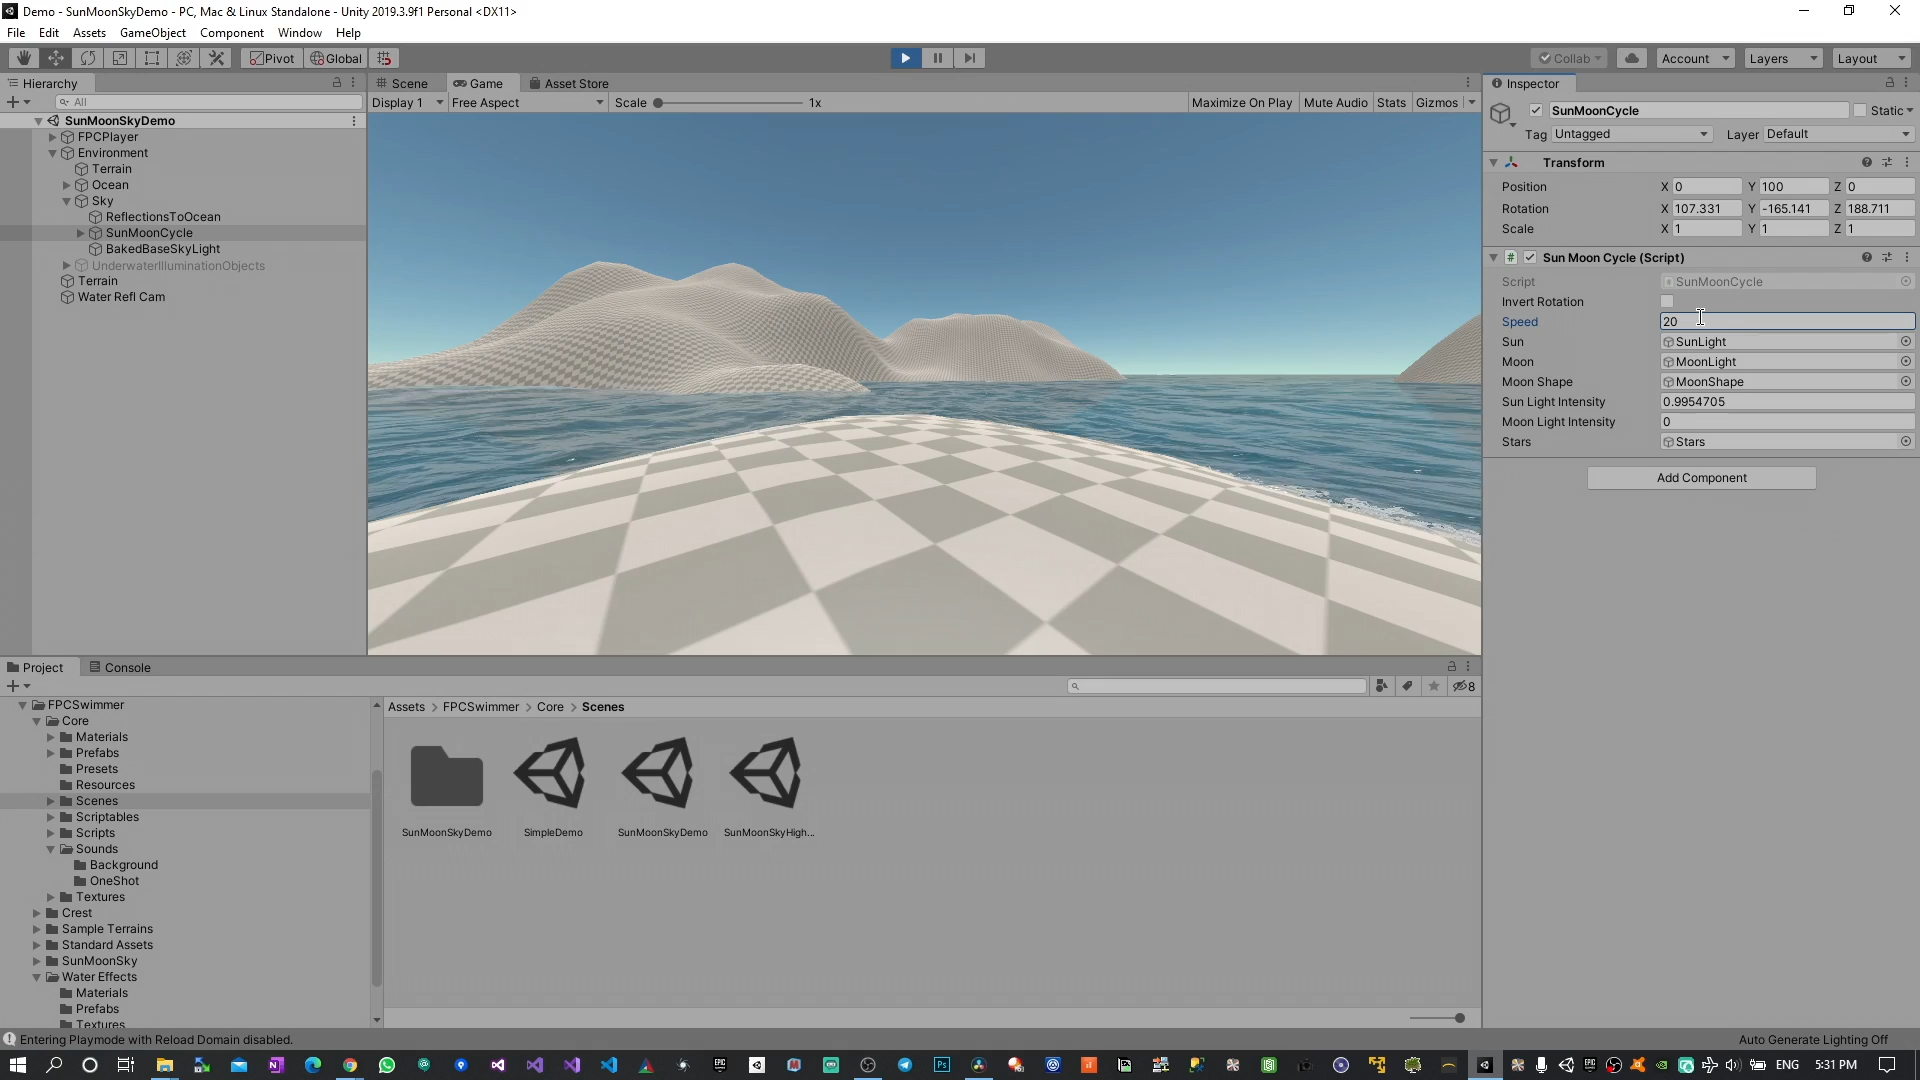 Demo - SunMoonSkyDemo - PC, Mac & Linux Standalone - Unity 2019.3.9f1 Personal <DX11>
File Edit Assets GameObject Component Window Help
Pivot Global Collab Account Layers Layout
Hierarchy
All
SunMoonSkyDemo
FPCPlayer
Environment
Terrain
Ocean
Sky
ReflectionsToOcean
SunMoonCycle
BakedBaseSkyLight
UnderwaterIlluminationObjects
Terrain
Water Refl Cam
Scene Game Asset Store
Display 1 Free Aspect Scale 1x Maximize On Play Mute Audio Stats Gizmos
Inspector
SunMoonCycle Static
Tag Untagged Layer Default
Transform
Position X 0 Y 100 Z 0
Rotation X 107.331 Y -165.141 Z 188.711
Scale X 1 Y 1 Z 1
Sun Moon Cycle (Script)
Script SunMoonCycle
Invert Rotation
Speed 20
Sun SunLight
Moon MoonLight
Moon Shape MoonShape
Sun Light Intensity 0.9954705
Moon Light Intensity 0
Stars Stars
Add Component
Project Console
8
FPCSwimmer
Core
Materials
Prefabs
Presets
Resources
Scenes
Scriptables
Scripts
Sounds
Background
OneShot
Textures
Crest
Sample Terrains
Standard Assets
SunMoonSky
Water Effects
Materials
Prefabs
Textures
Assets > FPCSwimmer > Core > Scenes
SunMoonSkyDemo SimpleDemo SunMoonSkyDemo SunMoonSkyHigh...
Entering Playmode with Reload Domain disabled. Auto Generate Lighting Off
ENG 5:31 PM